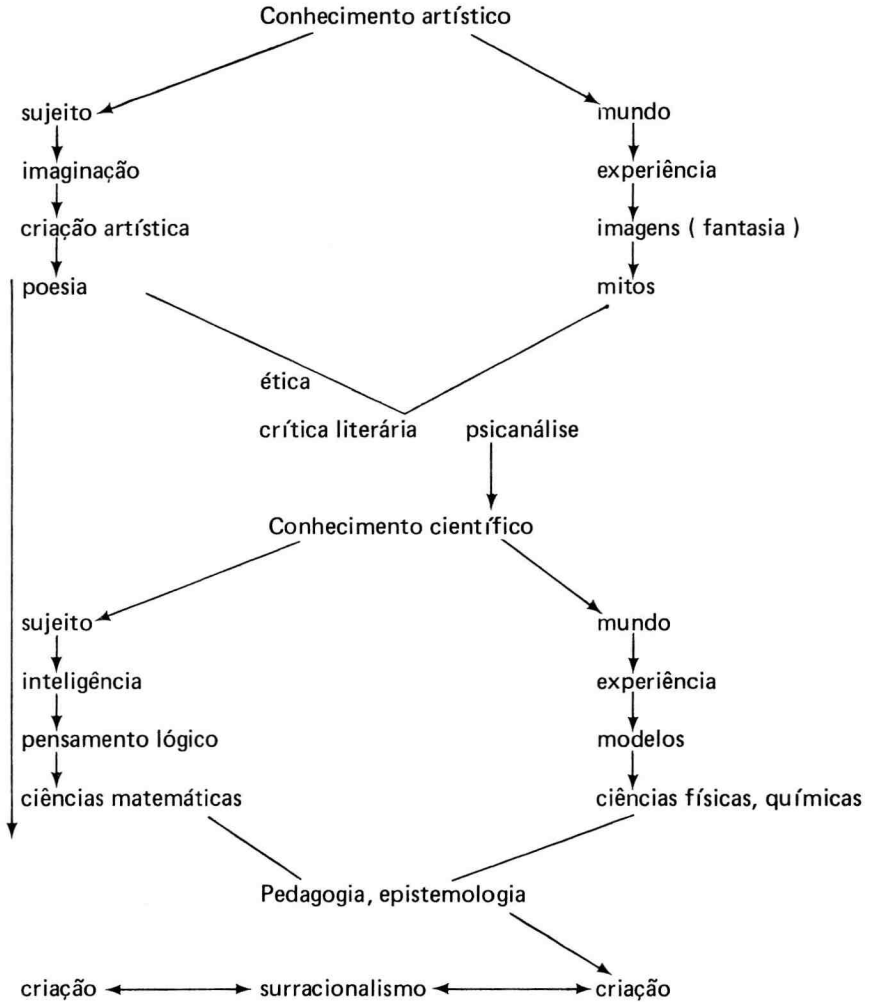 Conhecimento artístico
sujeito mundo
imaginação experiência
criação artística imagens ( fantasia )
poesia mitos
ética
crítica literária psicanálise
Conhecimento científico
sujeito mundo
inteligência experiência
pensamento lógico modelos
ciências matemáticas ciências físicas, químicas
Pedagogia, epistemologia
criação surracionalismo criação